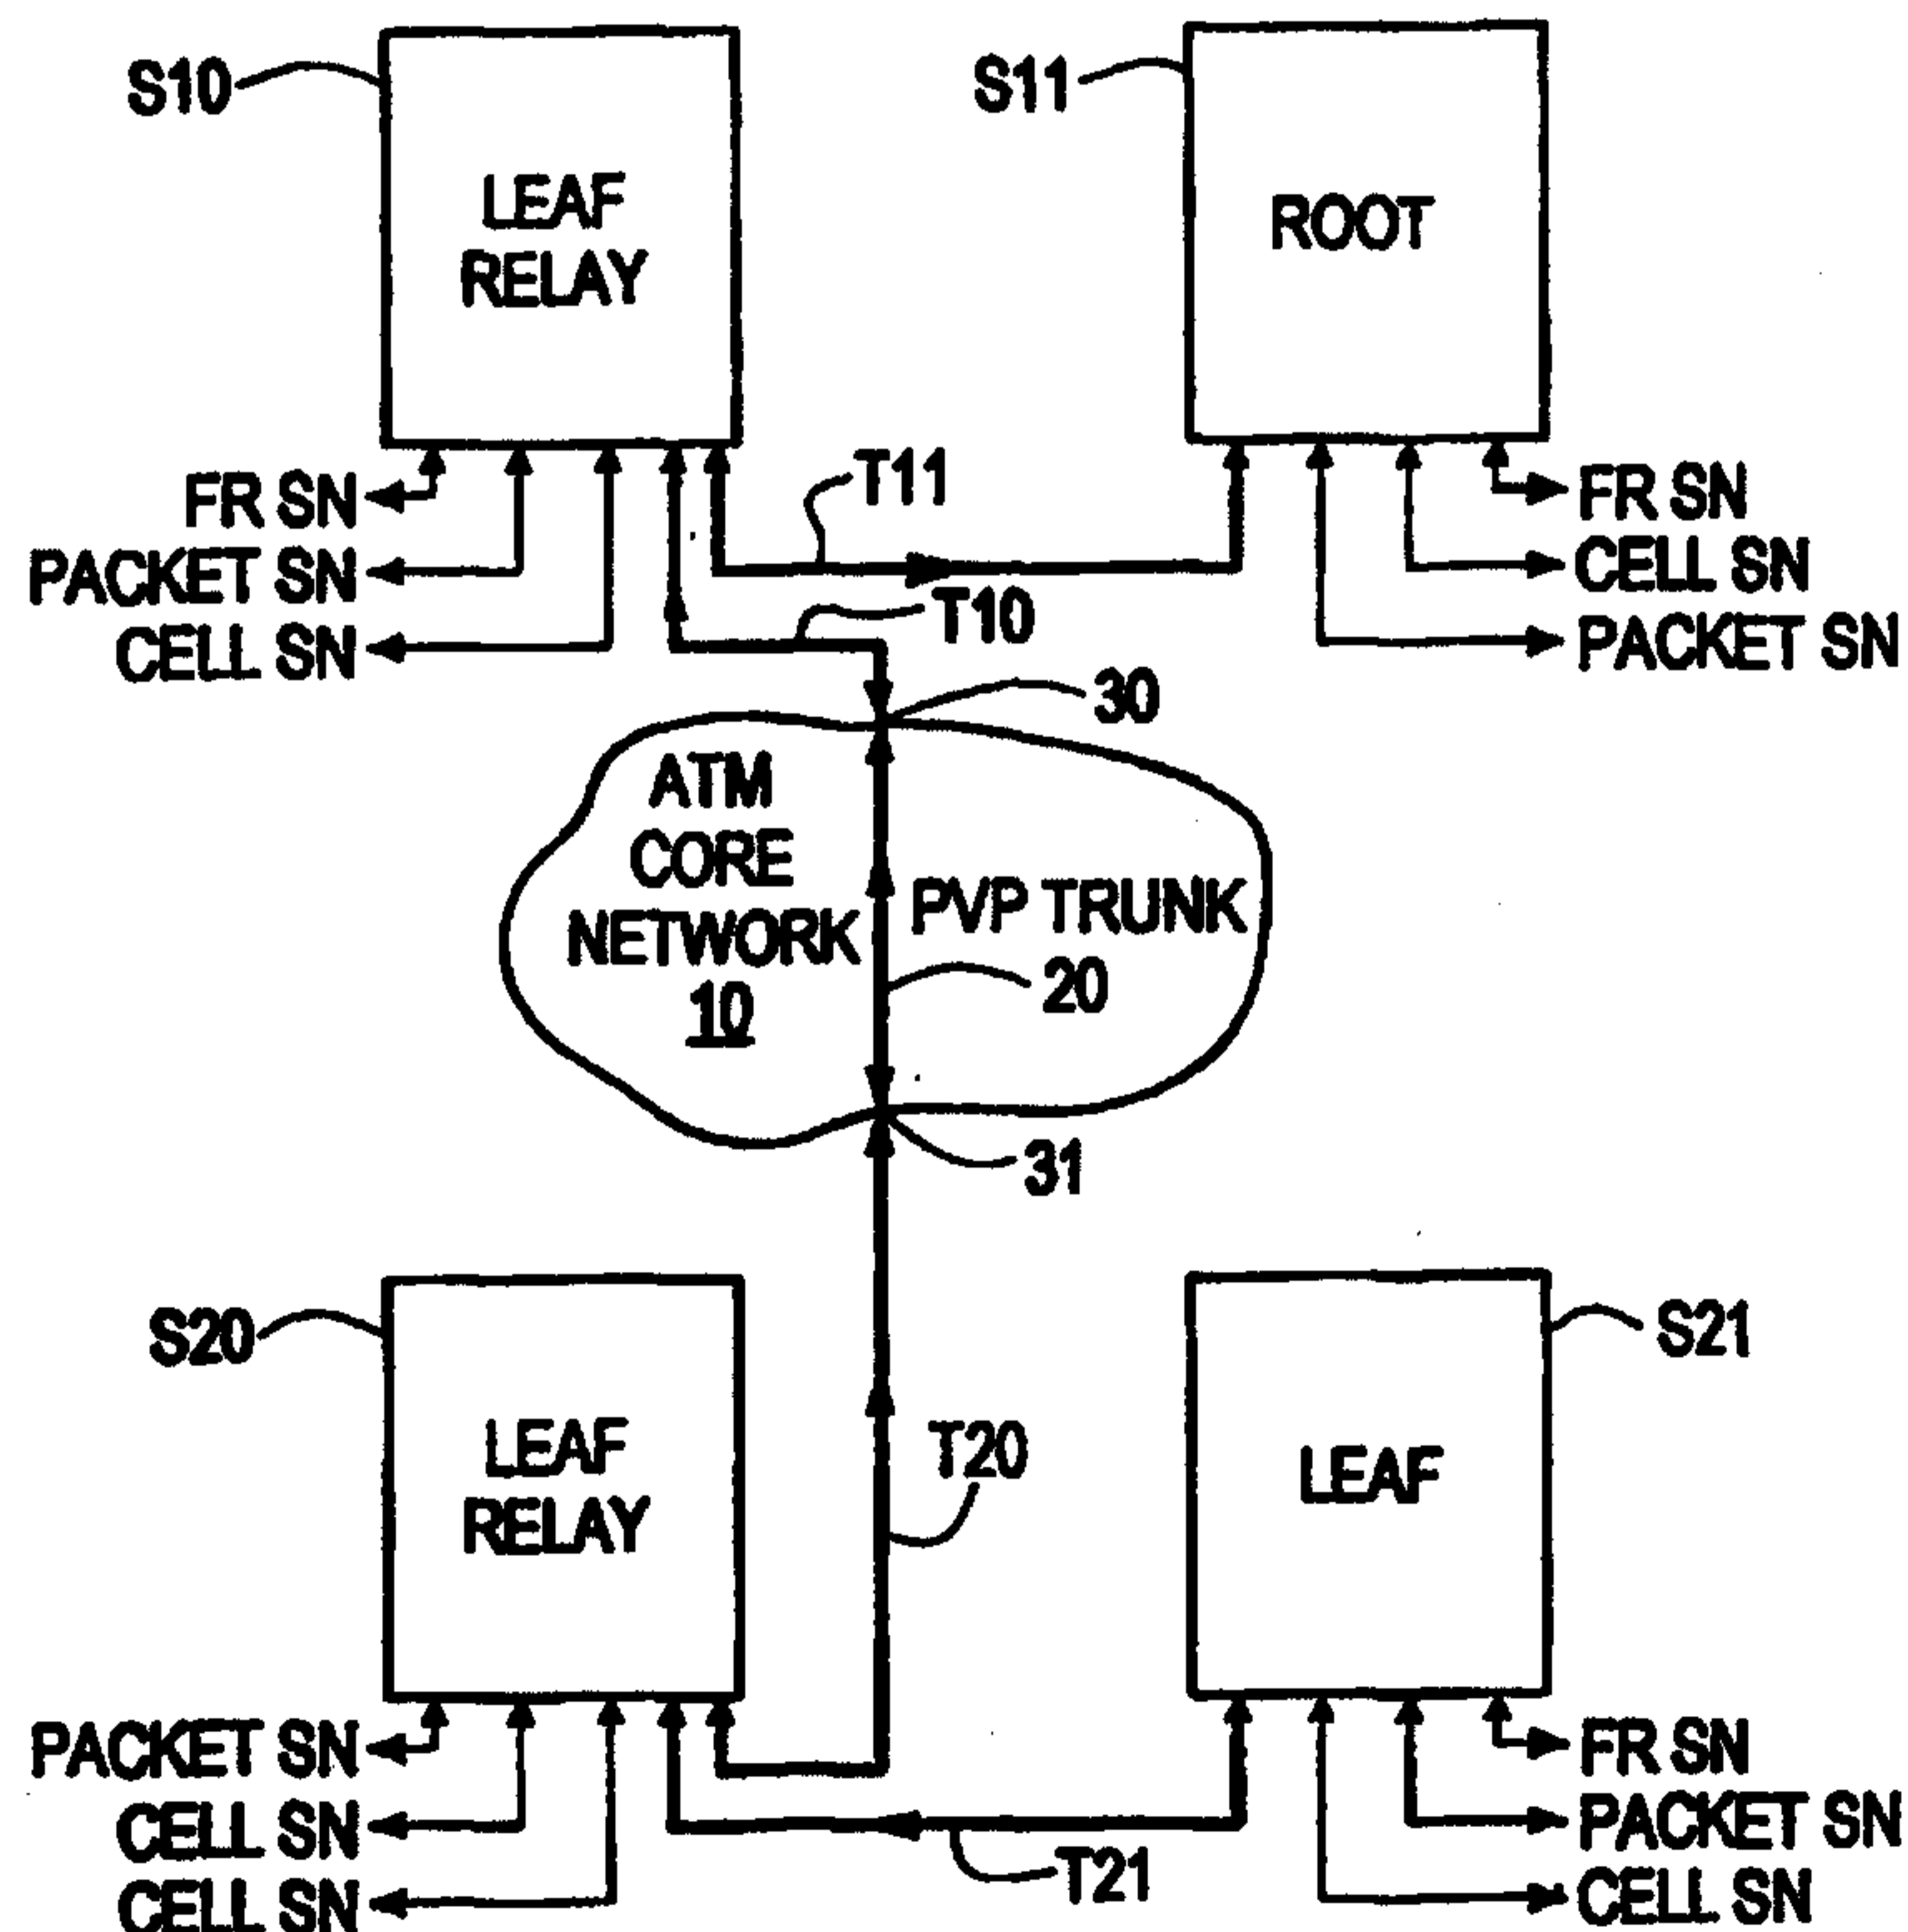 S10
LEAF
RELAY
S11
ROOT
FR SN
PACKET SN
CELL SN
T11
T10
FR SN
CELL SN
PACKET SN
30
ATM
CORE
NETWORK
10
PVP TRUNK
20
31
S20
LEAF
RELAY
T20
LEAF
S21
PACKET SN
CELL SN
CELL SN
T21
FR SN
PACKET SN
CELL SN